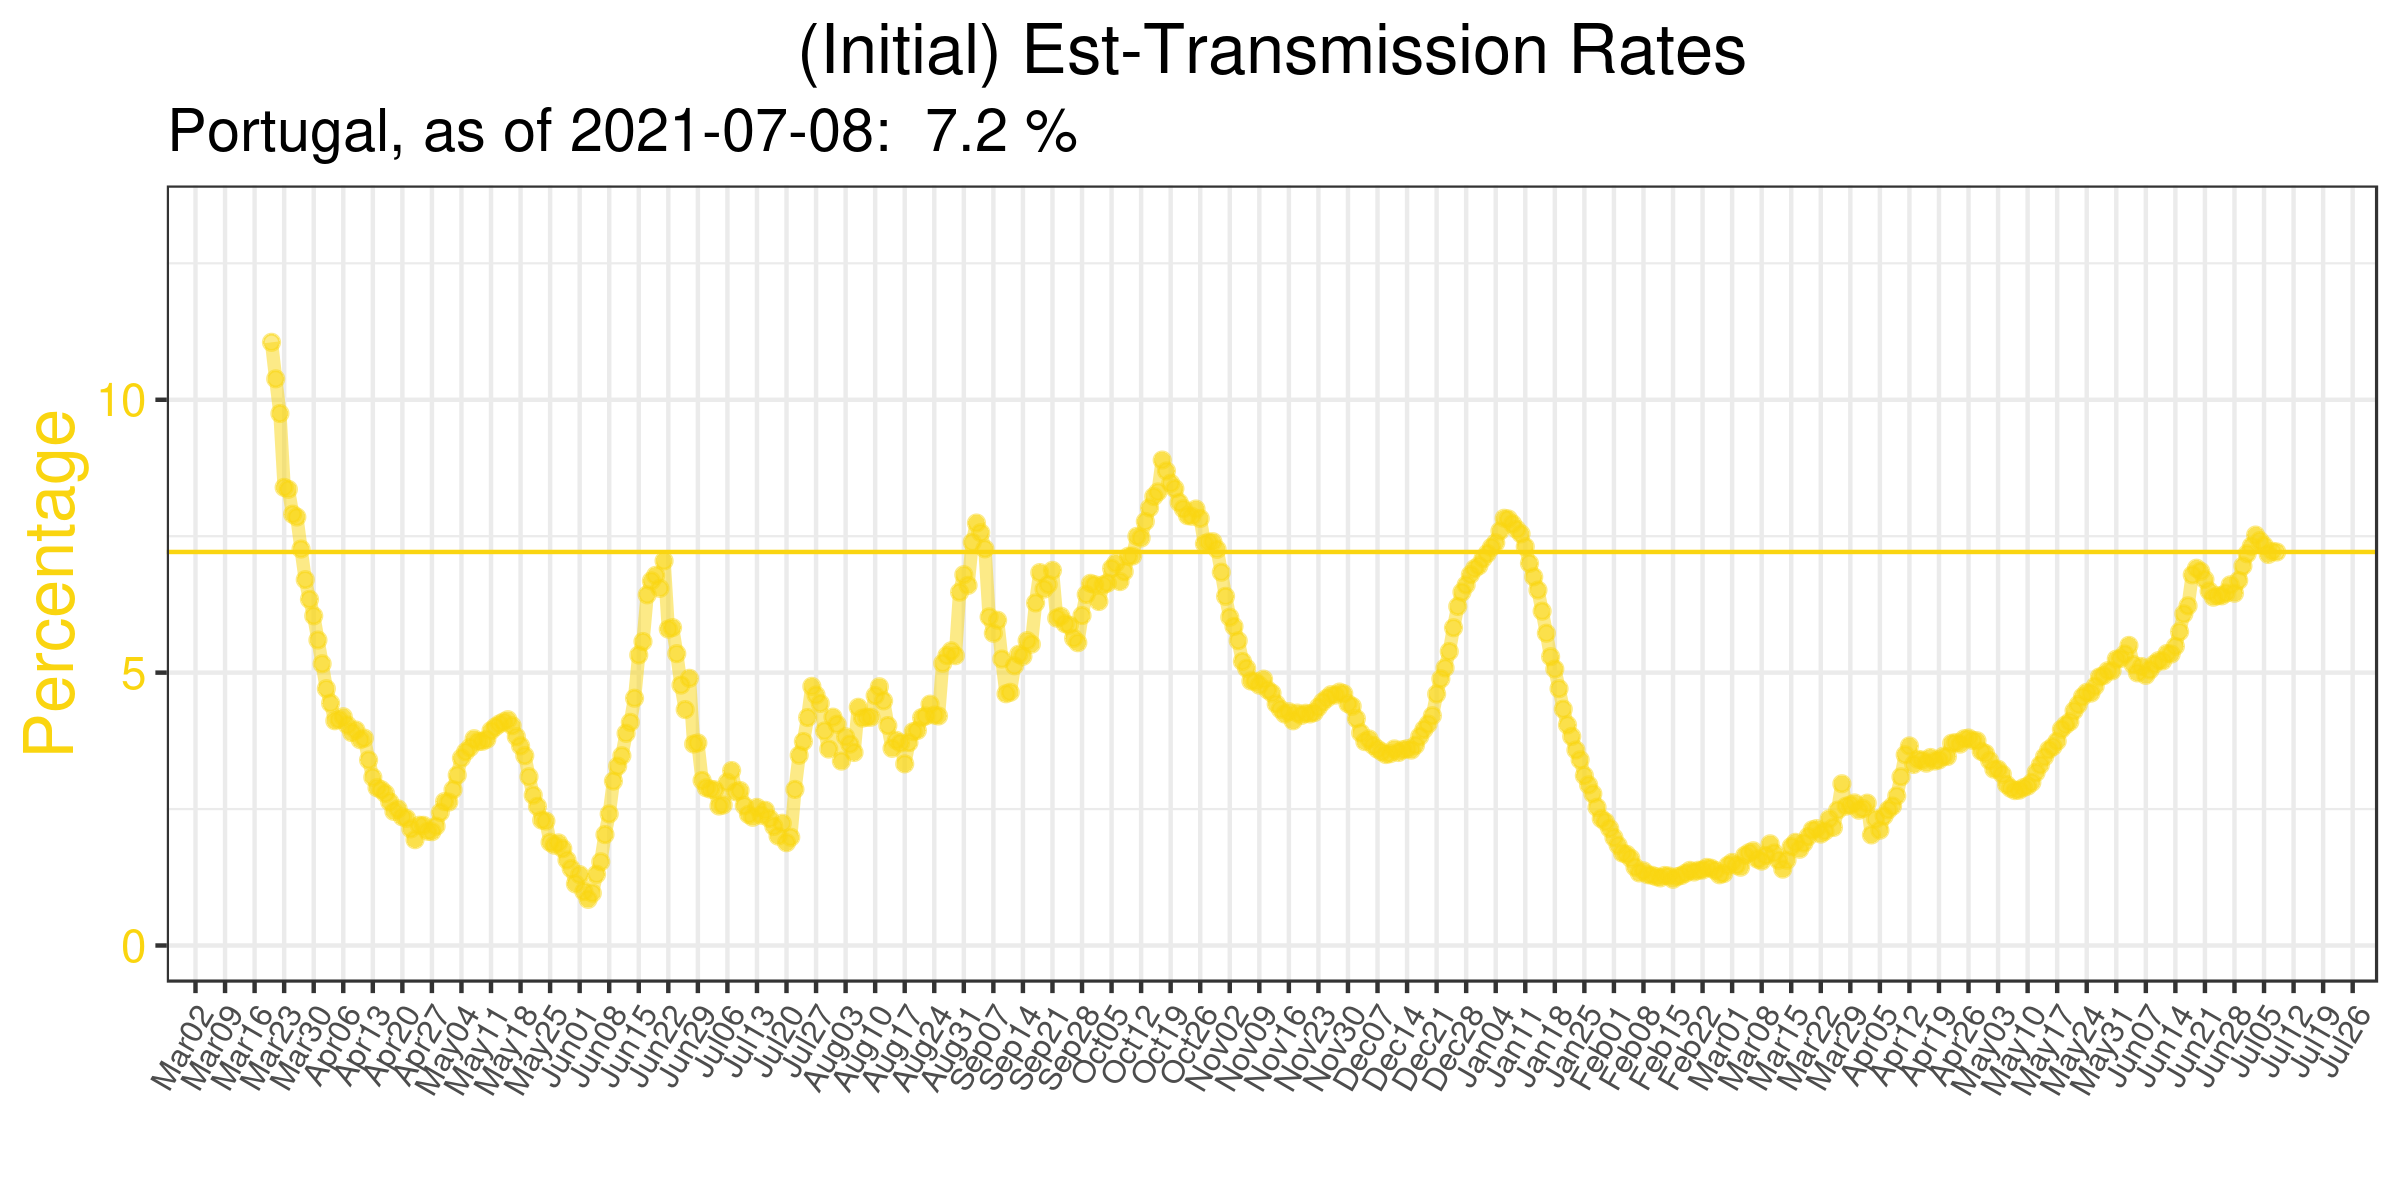 (Initial) Est-Transmission Rates
Portugal, as of 2021-07-08:  7.2 %
Percentage
10
5
0
Mar02 Mar09 Mar16 Mar23 Mar30 Apr06 Apr13 Apr20 Apr27 May04 May11 May18 May25 Jun01 Jun08 Jun15 Jun22 Jun29 Jul06 Jul13 Jul20 Jul27 Aug03 Aug10 Aug17 Aug24 Aug31 Sep07 Sep14 Sep21 Sep28 Oct05 Oct12 Oct19 Oct26 Nov02 Nov09 Nov16 Nov23 Nov30 Dec07 Dec14 Dec21 Dec28 Jan04 Jan11 Jan18 Jan25 Feb01 Feb08 Feb15 Feb22 Mar01 Mar08 Mar15 Mar22 Mar29 Apr05 Apr12 Apr19 Apr26 May03 May10 May17 May24 May31 Jun07 Jun14 Jun21 Jun28 Jul05 Jul12 Jul19 Jul26